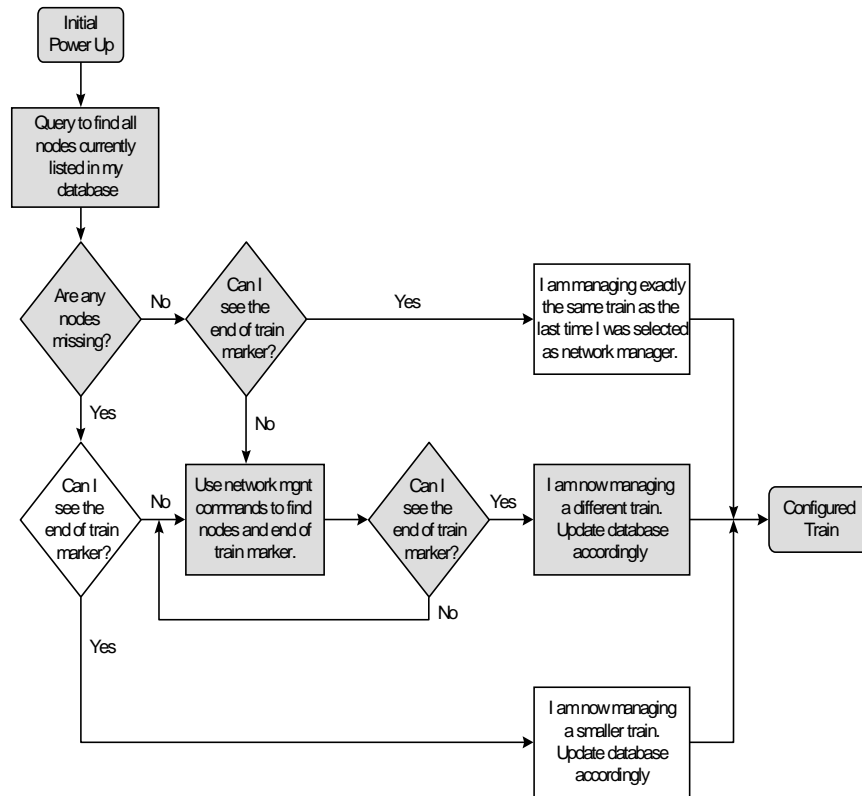 Initial
Power Up
Query to find all
nodes currently
listed in my
database
Are any
nodes
missing?
No
Can I
see the
end of train
marker?
Yes
I am managing exactly
the same train as the
last time I was selected
as network manager.
Yes
No
Can I
see the
end of train
marker?
No
Use network mgnt
commands to find
nodes and end of
train marker.
Can I
see the
end of train
marker?
Yes
I am now managing
a different train.
Update database
accordingly
Configured
Train
No
Yes
I am now managing
a smaller train.
Update database
accordingly